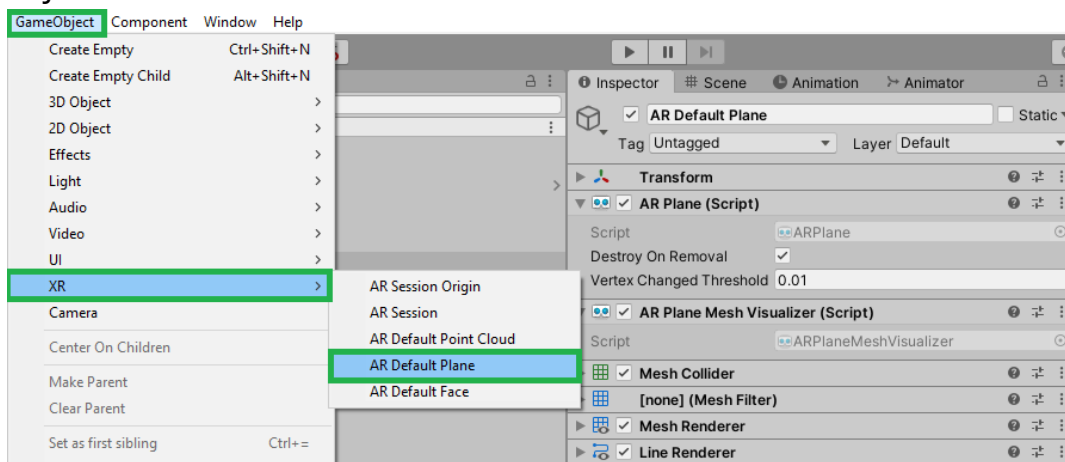 GameObject Component Window Help
Create Empty Ctrl+Shift+N
Create Empty Child Alt+Shift+N
3D Object
2D Object
Effects
Light
Audio
Video
UI
XR
Camera
Center On Children
Make Parent
Clear Parent
Set as first sibling Ctrl+=
AR Session Origin
AR Session
AR Default Point Cloud
AR Default Plane
AR Default Face
Inspector Scene Animation Animator
AR Default Plane Static
Tag Untagged Layer Default
Transform
AR Plane (Script)
Script ARPlane
Destroy On Removal
Vertex Changed Threshold 0.01
AR Plane Mesh Visualizer (Script)
Script ARPlaneMeshVisualizer
Mesh Collider
[none] (Mesh Filter)
Mesh Renderer
Line Renderer